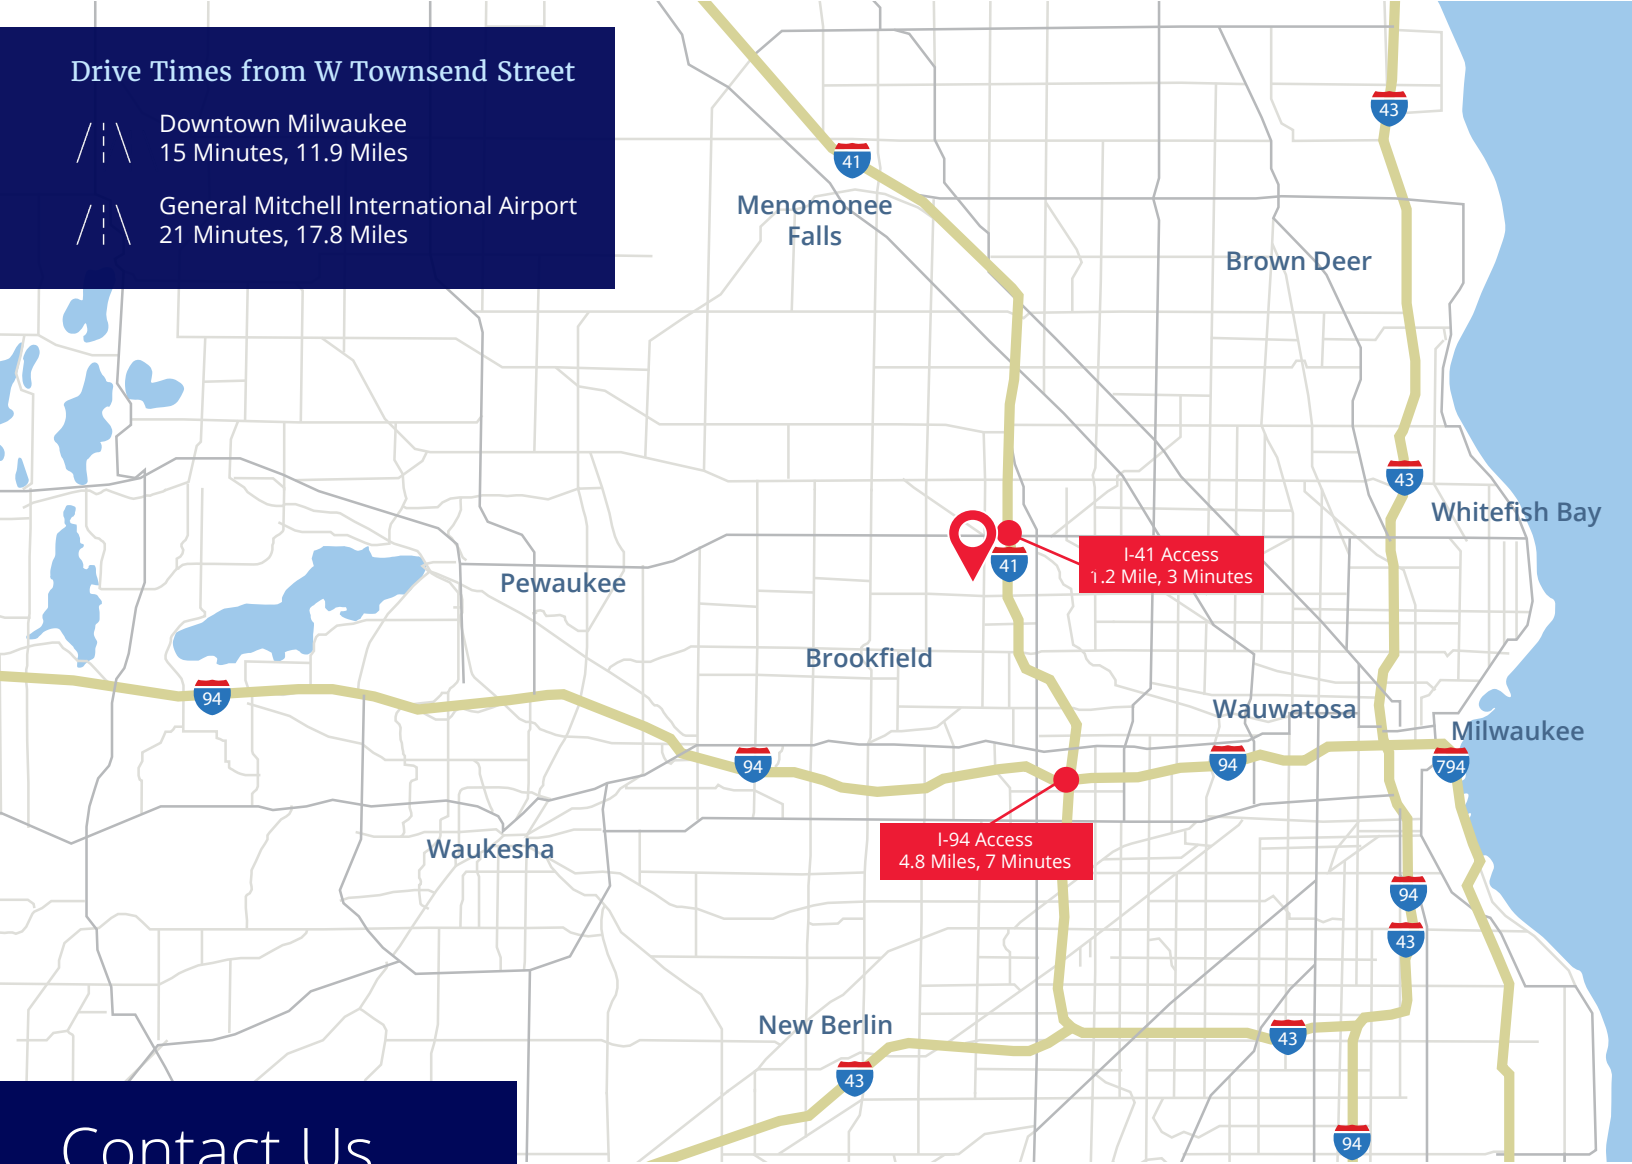 Drive Times from W Townsend Street
Downtown Milwaukee
15 Minutes, 11.9 Miles
General Mitchell International Airport
21 Minutes, 17.8 Miles
43
41
Menomonee
Falls
Brown Deer
43
Whitefish Bay
41
I-41 Access
1.2 Mile, 3 Minutes
Pewaukee
Brookfield
94
Wauwatosa
Milwaukee
94
94
794
I-94 Access
4.8 Miles, 7 Minutes
Waukesha
94
43
New Berlin
43
43
94
Contact Us